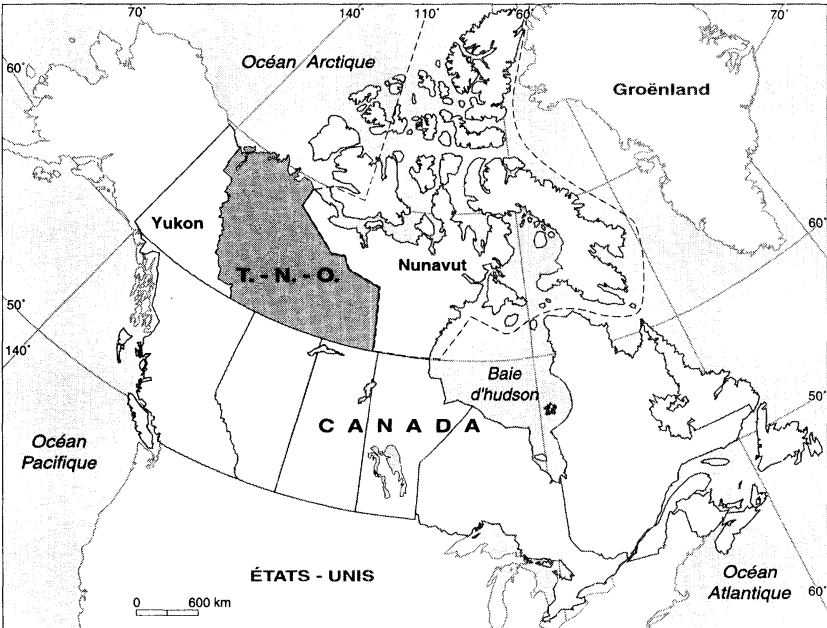 70°
140°
110°
60°
70°
60°
Océan Arctique
Groënland
Yukon
60°
T. - N. - O.
Nunavut
50°
140°
Baie
d'hudson
50°
CANADA
Océan
Pacifique
ÉTATS - UNIS
Océan
Atlantique
60°
0 600 km